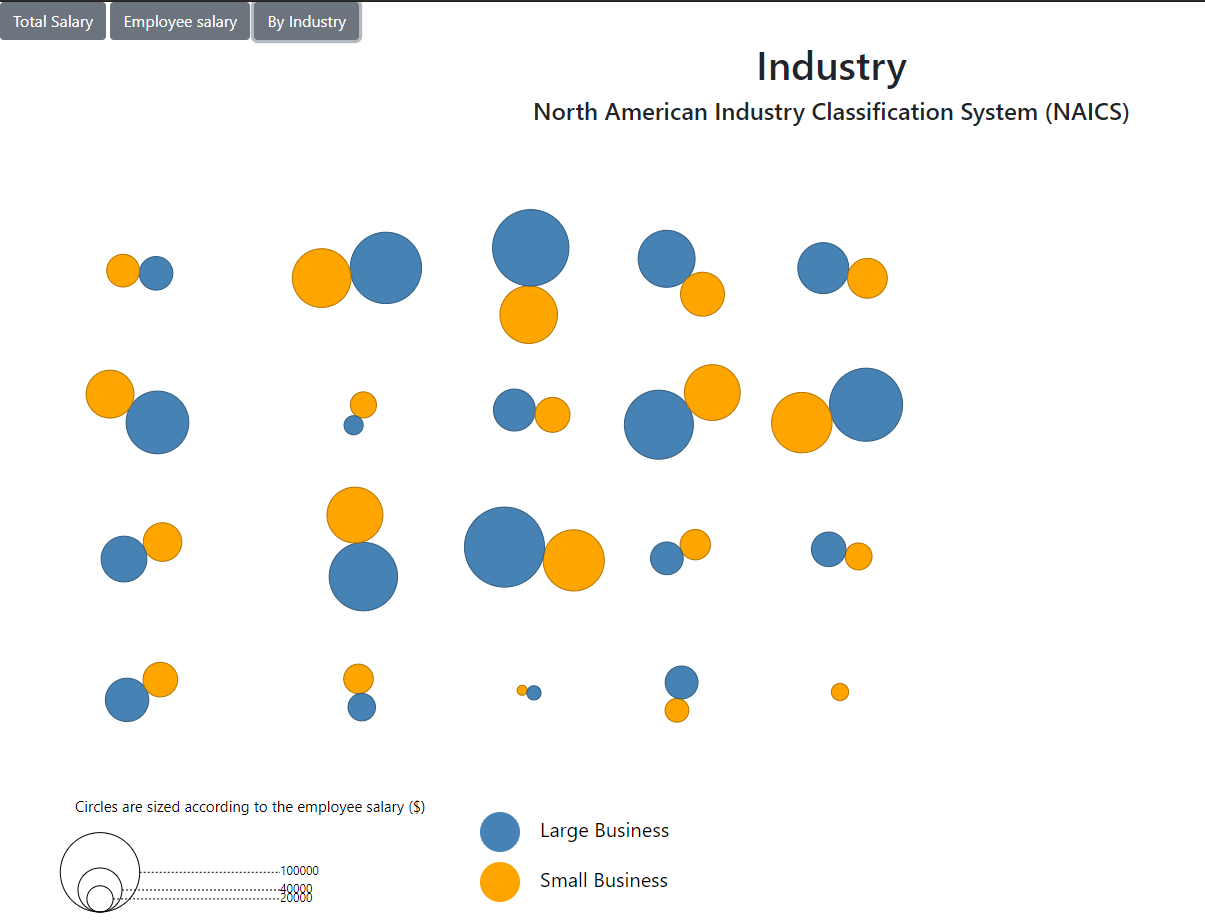 Total Salary
Employee salary
By Industry
Industry
North American Industry Classification System (NAICS)
Circles are sized according to the employee salary ($)
100000
40000
20000
Large Business
Small Business